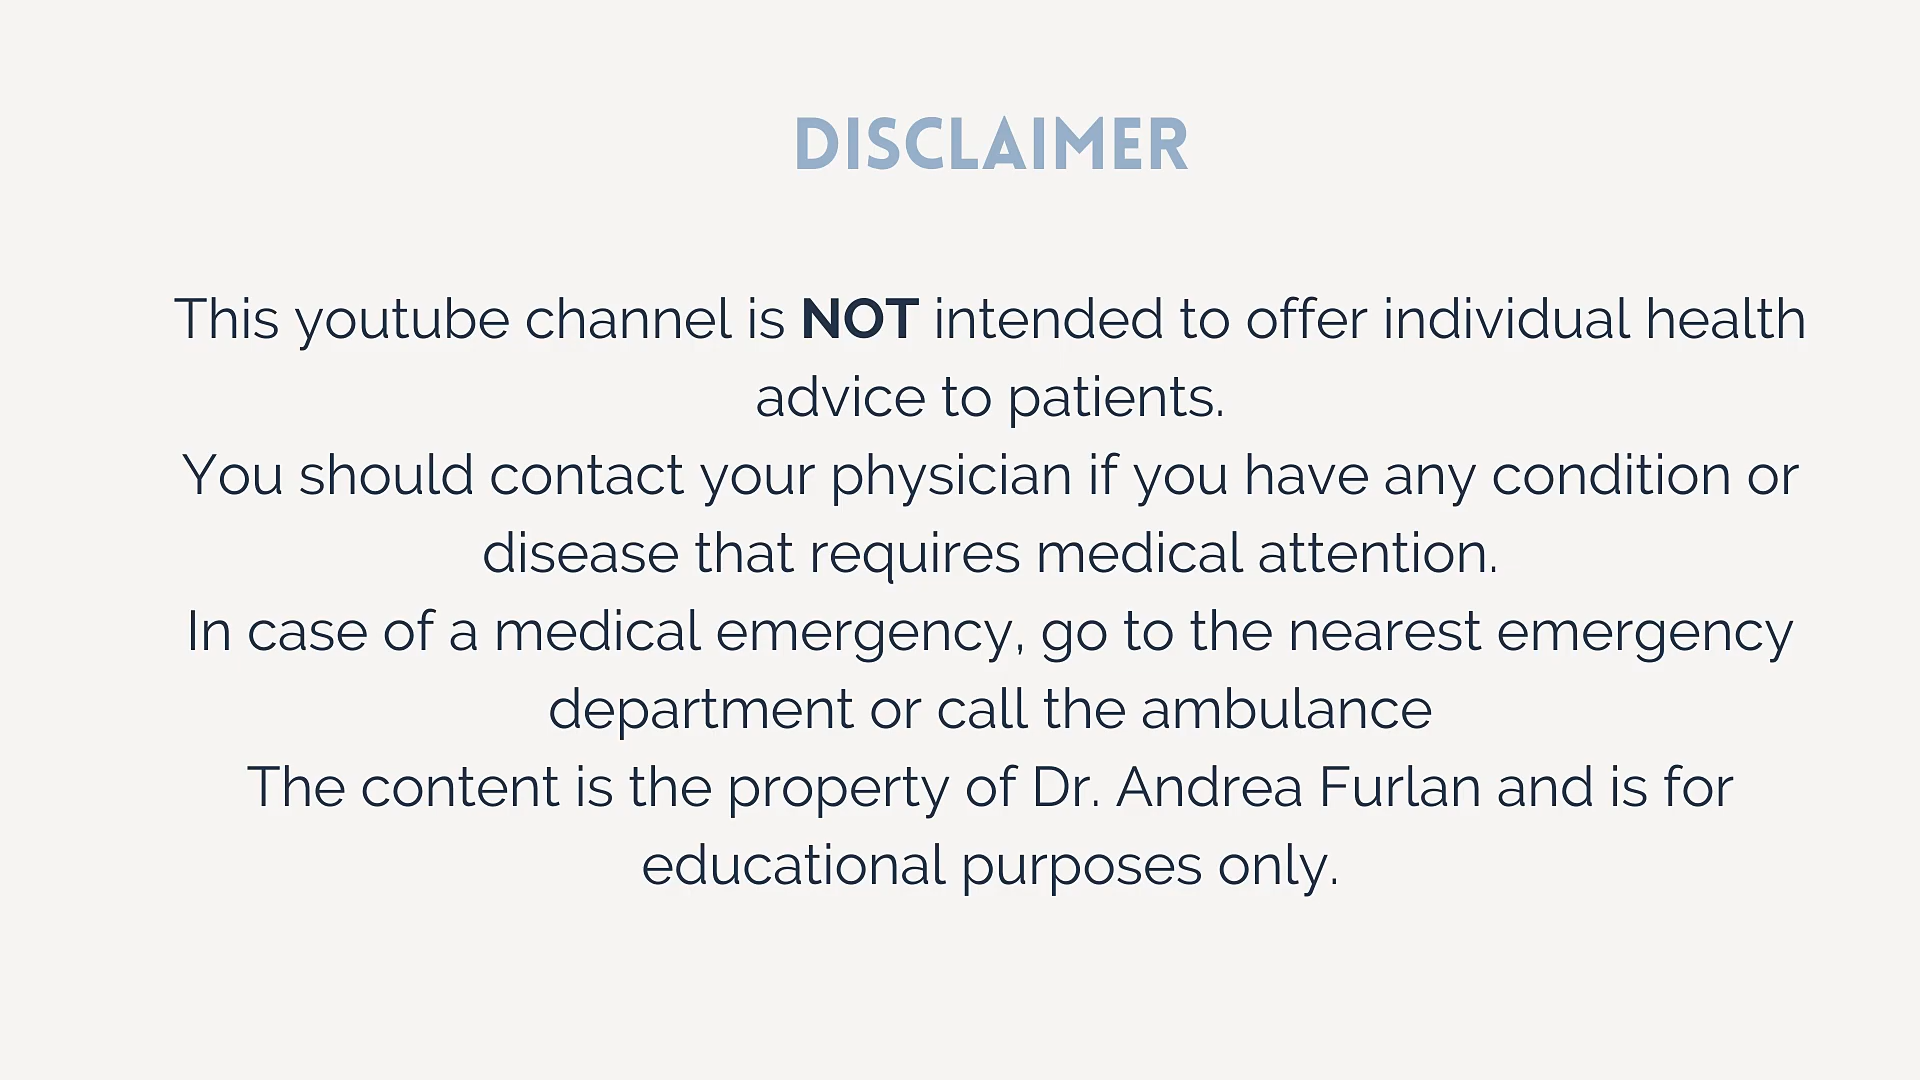 DISCLAIMER
This youtube channel is NOT intended to offer individual health
advice to patients.
You should contact your physician if you have any condition or
disease that requires medical attention.
In case of a medical emergency, go to the nearest emergency
department or call the ambulance
The content is the property of Dr. Andrea Furlan and is for
educational purposes only.